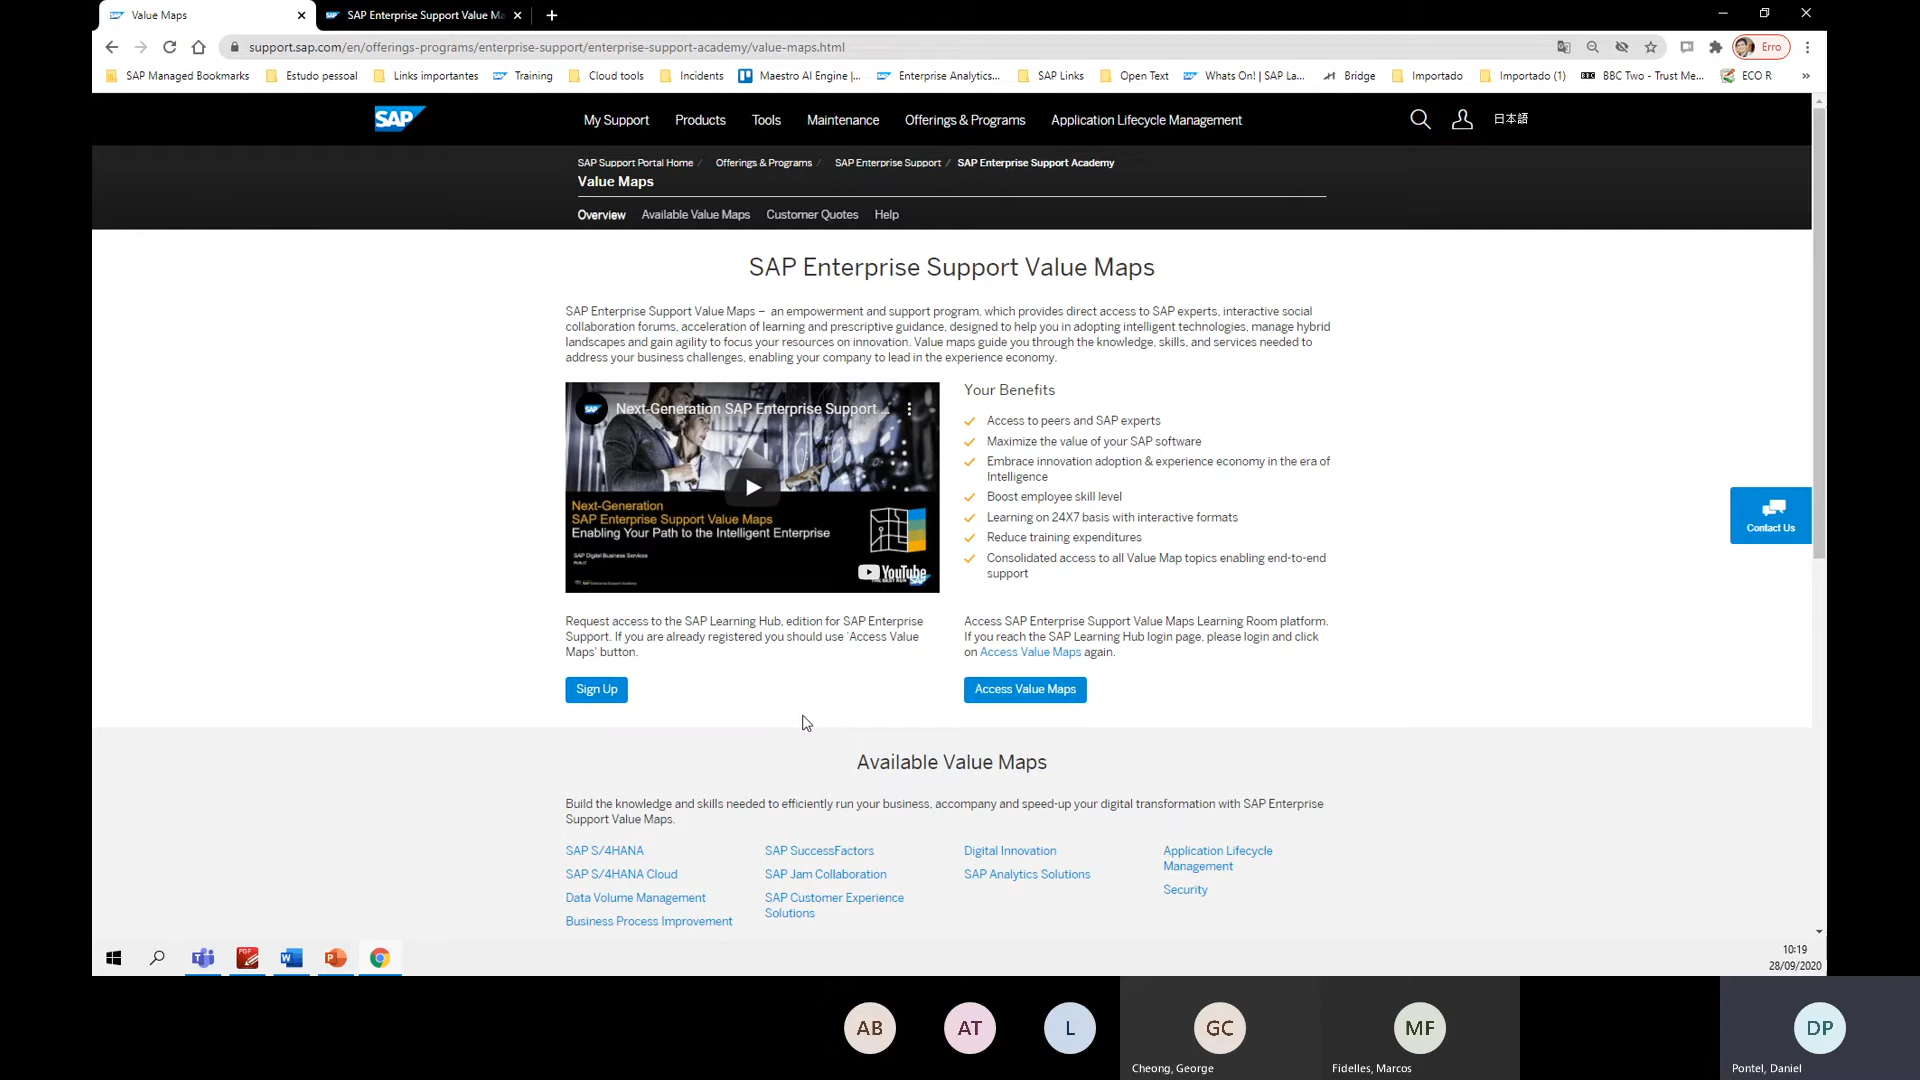 Value Maps
SAP Enterprise Support Value Ma
support.sap.com/en/offerings-programs/enterprise-support/enterprise-support-academy/value-maps.html
Erro
SAP Managed Bookmarks
Estudo pessoal
Links importantes
Training
Cloud tools
Incidents
Maestro AI Engine |...
Enterprise Analytics...
SAP Links
Open Text
Whats On! | SAP La...
Bridge
Importado
Importado (1)
BBC Two - Trust Me...
ECO R
»
SAP
My Support
Products
Tools
Maintenance
Offerings & Programs
Application Lifecycle Management
日本語
SAP Support Portal Home / Offerings & Programs / SAP Enterprise Support / SAP Enterprise Support Academy
Value Maps
Overview
Available Value Maps
Customer Quotes
Help
SAP Enterprise Support Value Maps
SAP Enterprise Support Value Maps – an empowerment and support program, which provides direct access to SAP experts, interactive social
collaboration forums, acceleration of learning and prescriptive guidance, designed to help you in adopting intelligent technologies, manage hybrid
landscapes and gain agility to focus your resources on innovation. Value maps guide you through the knowledge, skills, and services needed to
address your business challenges, enabling your company to lead in the experience economy.
SAP
Next-Generation SAP Enterprise Support ...
Next-Generation
SAP Enterprise Support Value Maps
Enabling Your Path to the Intelligent Enterprise
SAP Digital Business Services
PUBLIC
YouTube
Your Benefits
Access to peers and SAP experts
Maximize the value of your SAP software
Embrace innovation adoption & experience economy in the era of
Intelligence
Boost employee skill level
Learning on 24X7 basis with interactive formats
Reduce training expenditures
Consolidated access to all Value Map topics enabling end-to-end
support
Contact Us
Request access to the SAP Learning Hub, edition for SAP Enterprise
Support. If you are already registered you should use 'Access Value
Maps' button.
Sign Up
Access SAP Enterprise Support Value Maps Learning Room platform.
If you reach the SAP Learning Hub login page, please login and click
on Access Value Maps again.
Access Value Maps
Available Value Maps
Build the knowledge and skills needed to efficiently run your business, accompany and speed-up your digital transformation with SAP Enterprise
Support Value Maps.
SAP S/4HANA
SAP S/4HANA Cloud
Data Volume Management
Business Process Improvement
SAP SuccessFactors
SAP Jam Collaboration
SAP Customer Experience
Solutions
Digital Innovation
SAP Analytics Solutions
Application Lifecycle
Management
Security
10:19
28/09/2020
AB
AT
L
GC
Cheong, George
MF
Fidelles, Marcos
DP
Pontel, Daniel